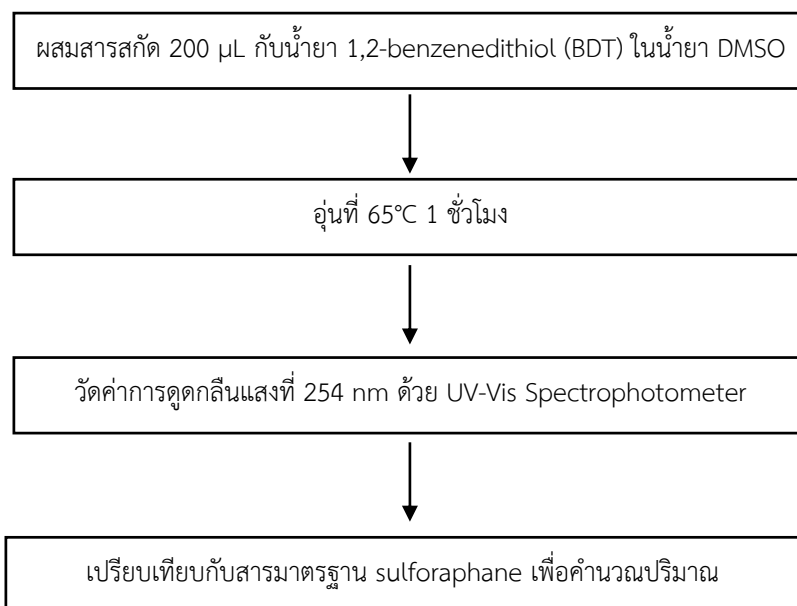 ผสมสารสกัด 200 µL กับน้ำยา 1,2-benzenedithiol (BDT) ในน้ำยา DMSO
อุ่นที่ 65°C 1 ชั่วโมง
วัดค่าการดูดกลืนแสงที่ 254 nm ด้วย UV-Vis Spectrophotometer
เปรียบเทียบกับสารมาตรฐาน sulforaphane เพื่อคำนวณปริมาณ